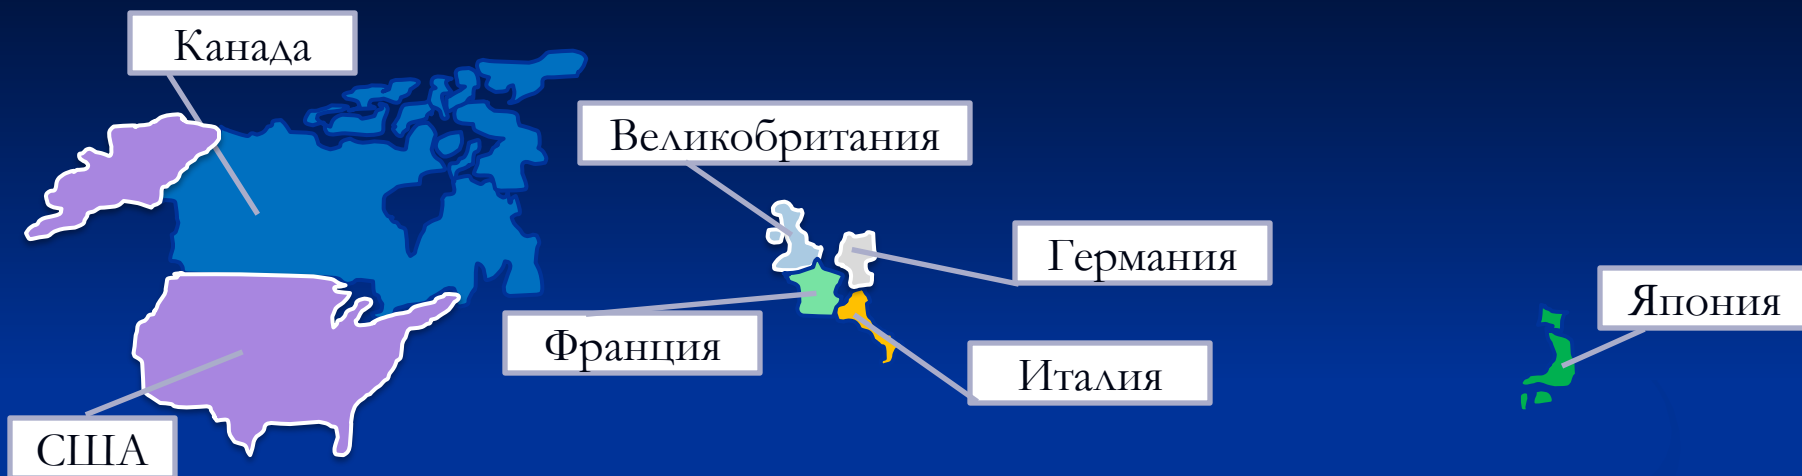 Канада
Великобритания
Германия
Япония
Франция
Италия
США